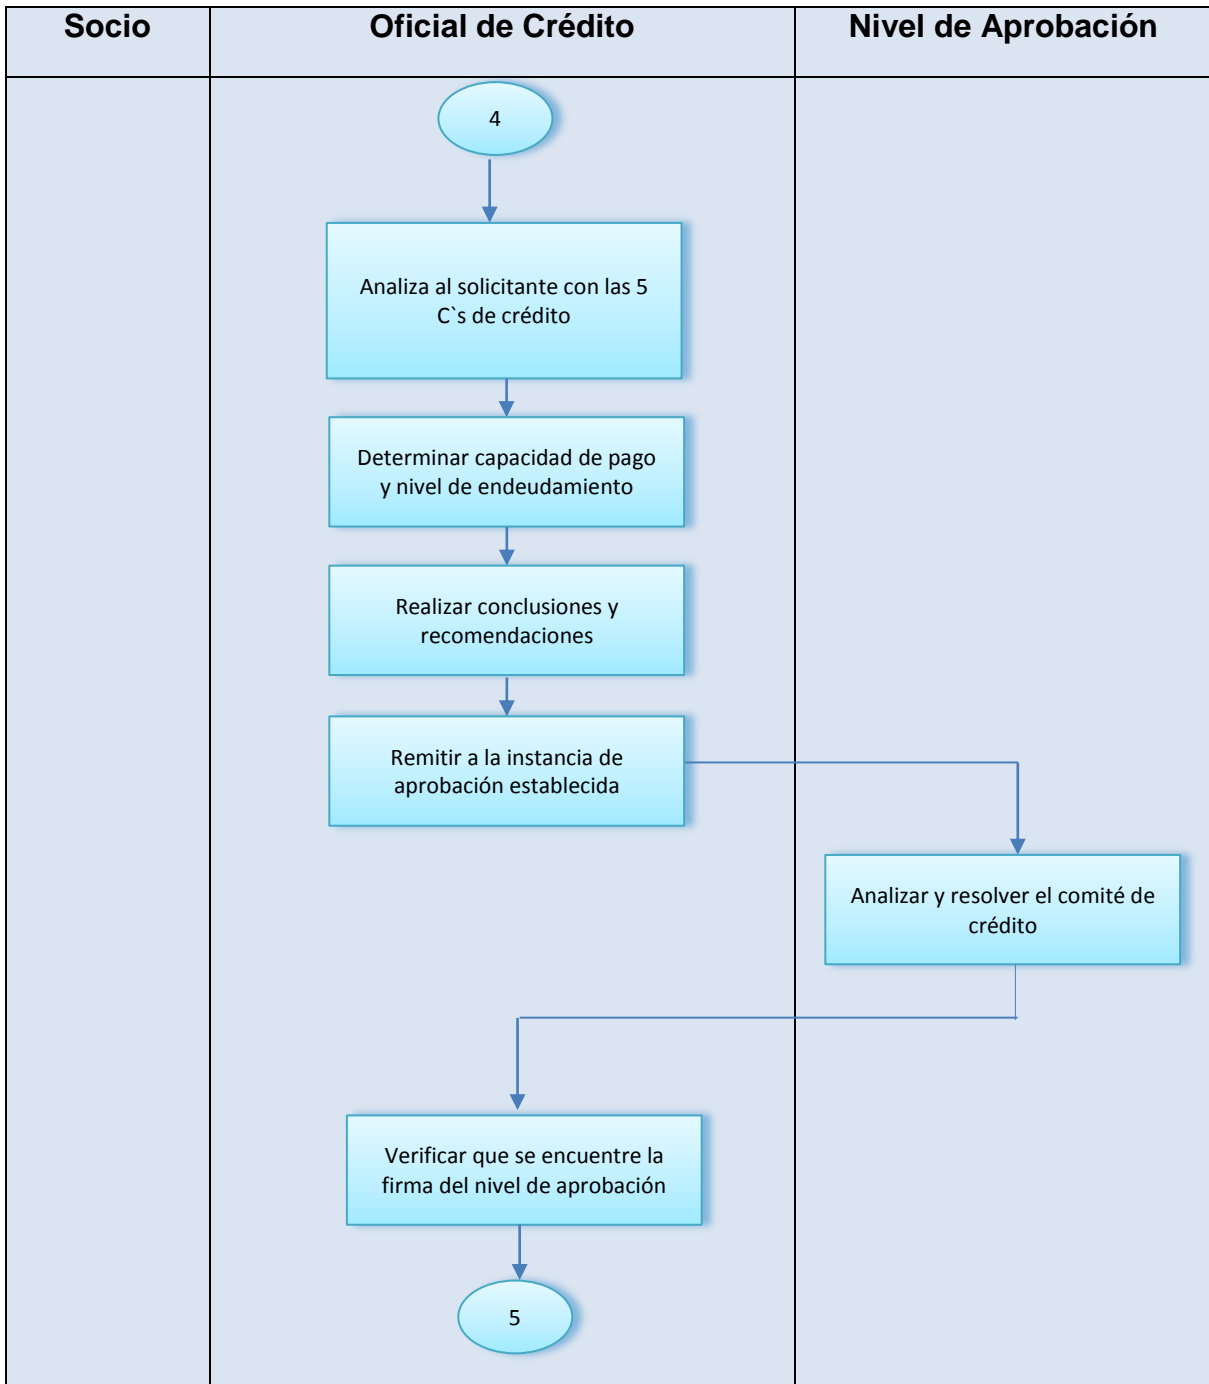 Socio
Oficial de Crédito
Nivel de Aprobación
4
Analiza al solicitante con las 5
C`s de crédito
Determinar capacidad de pago
y nivel de endeudamiento
Realizar conclusiones y
recomendaciones
Remitir a la instancia de
aprobación establecida
Analizar y resolver el comité de
crédito
Verificar que se encuentre la
firma del nivel de aprobación
5